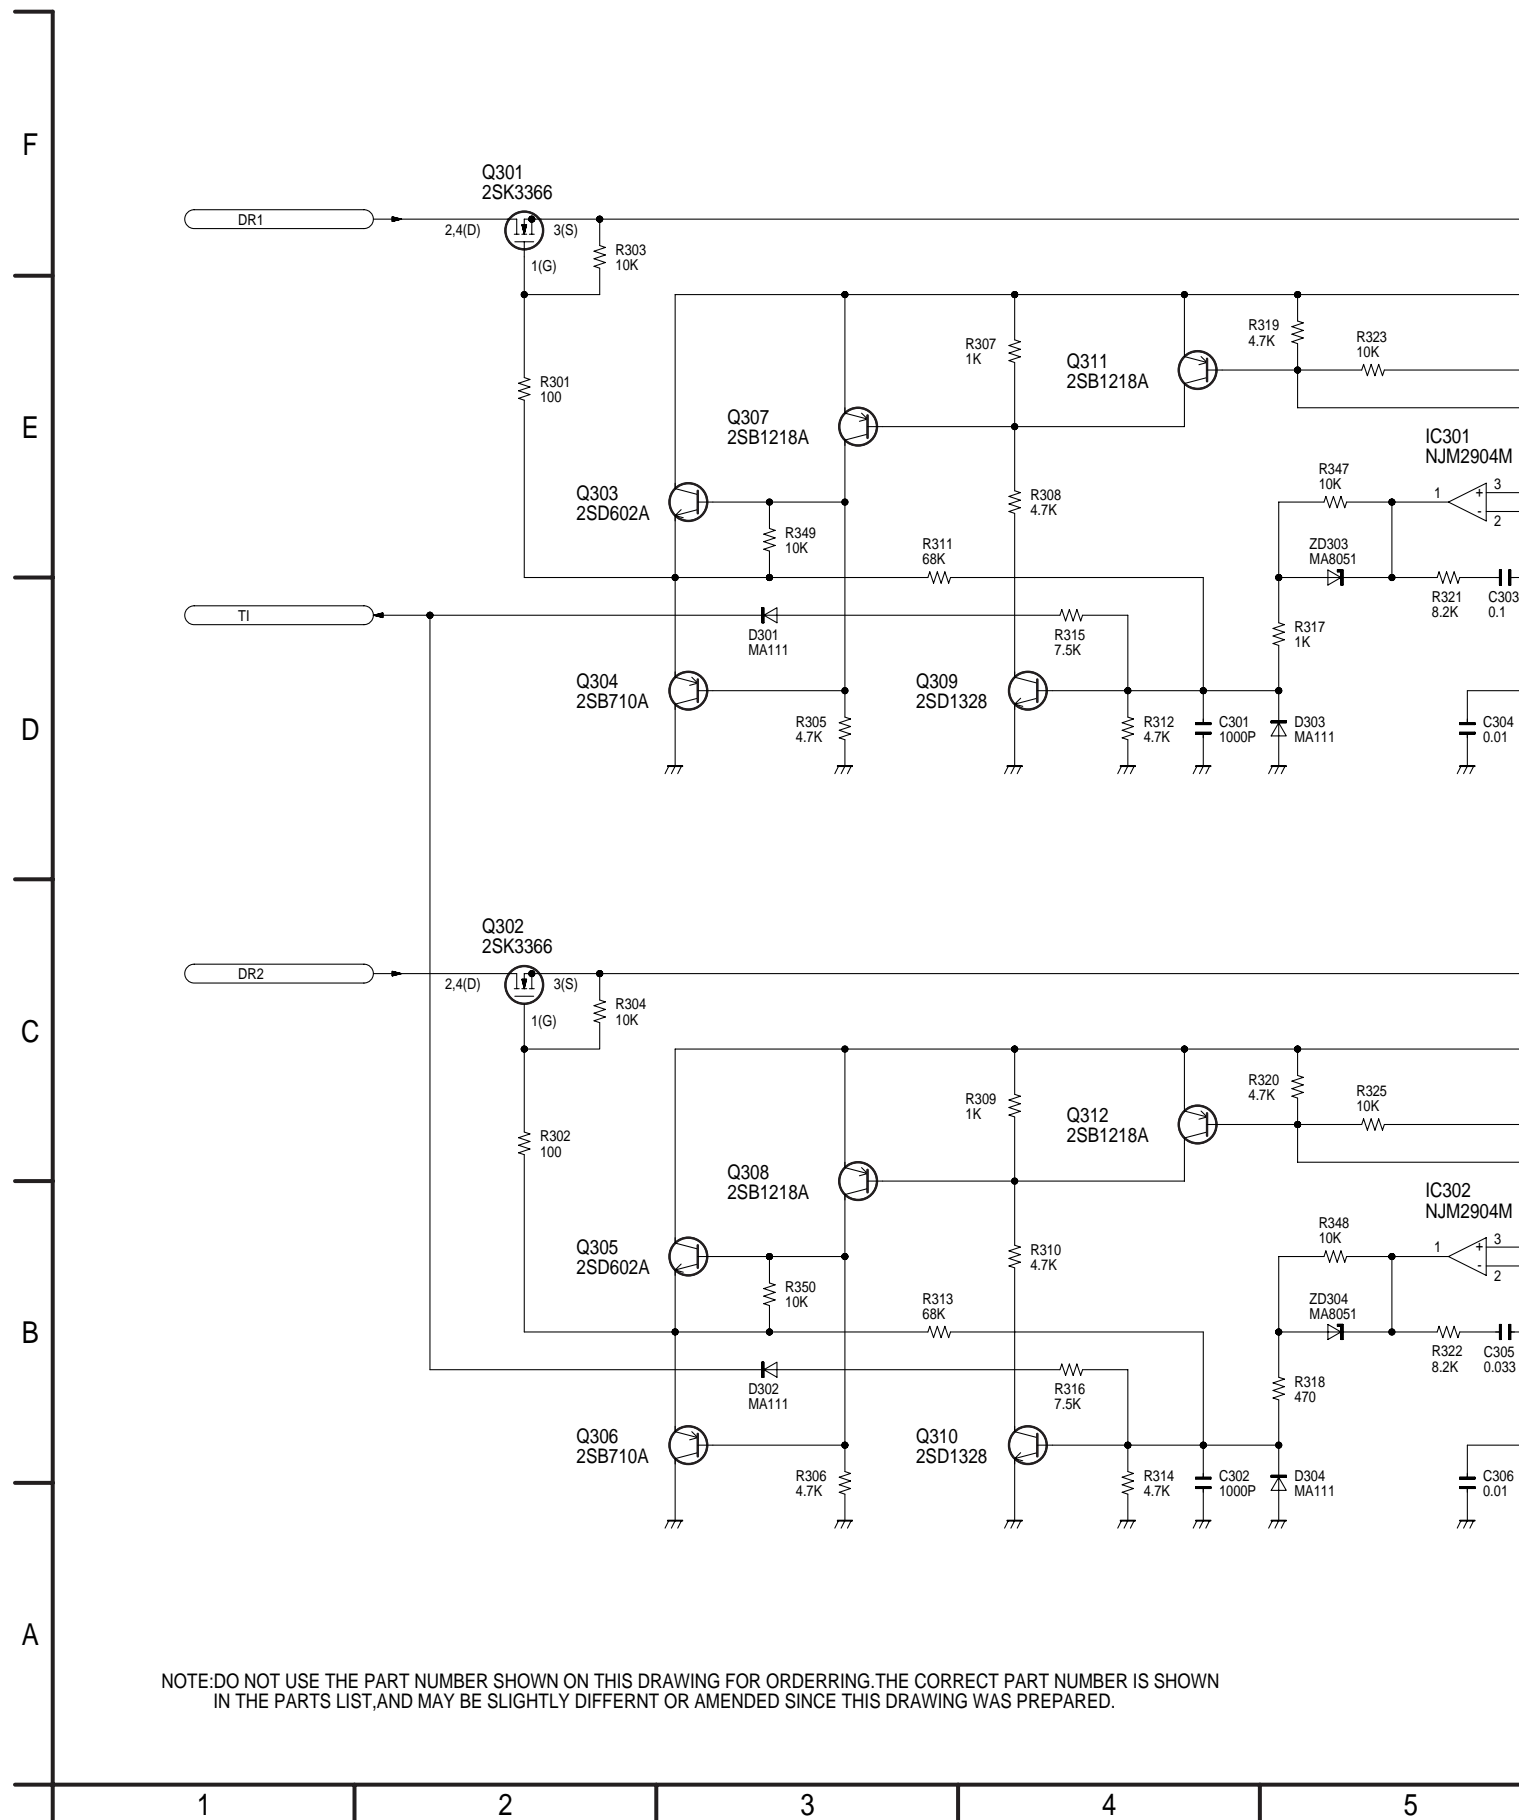 F
Q301
2SK3366
DR1
2,4(D)
3(S)
1(G)
R303
10K
R301
100
R307
1K
Q311
2SB1218A
R319
4.7K
R323
10K
E
Q307
2SB1218A
IC301
NJM2904M
R347
10K
1
+
3
-
2
Q303
2SD602A
R308
4.7K
R349
10K
R311
68K
ZD303
MA8051
R321
8.2K
C303
0.1
TI
D301
MA111
R315
7.5K
R317
1K
Q304
2SB710A
Q309
2SD1328
D
R305
4.7K
R312
4.7K
C301
1000P
D303
MA111
C304
0.01
Q302
2SK3366
DR2
2,4(D)
3(S)
1(G)
R304
10K
C
R302
100
R309
1K
Q312
2SB1218A
R320
4.7K
R325
10K
Q308
2SB1218A
IC302
NJM2904M
R348
10K
1
+
3
-
2
Q305
2SD602A
R310
4.7K
R350
10K
R313
68K
ZD304
MA8051
B
R322
8.2K
C305
0.033
D302
MA111
R316
7.5K
R318
470
Q306
2SB710A
Q310
2SD1328
R306
4.7K
R314
4.7K
C302
1000P
D304
MA111
C306
0.01
A
NOTE:DO NOT USE THE PART NUMBER SHOWN ON THIS DRAWING FOR ORDERRING.THE CORRECT PART NUMBER IS SHOWN
IN THE PARTS LIST,AND MAY BE SLIGHTLY DIFFERNT OR AMENDED SINCE THIS DRAWING WAS PREPARED.
1 2 3 4 5